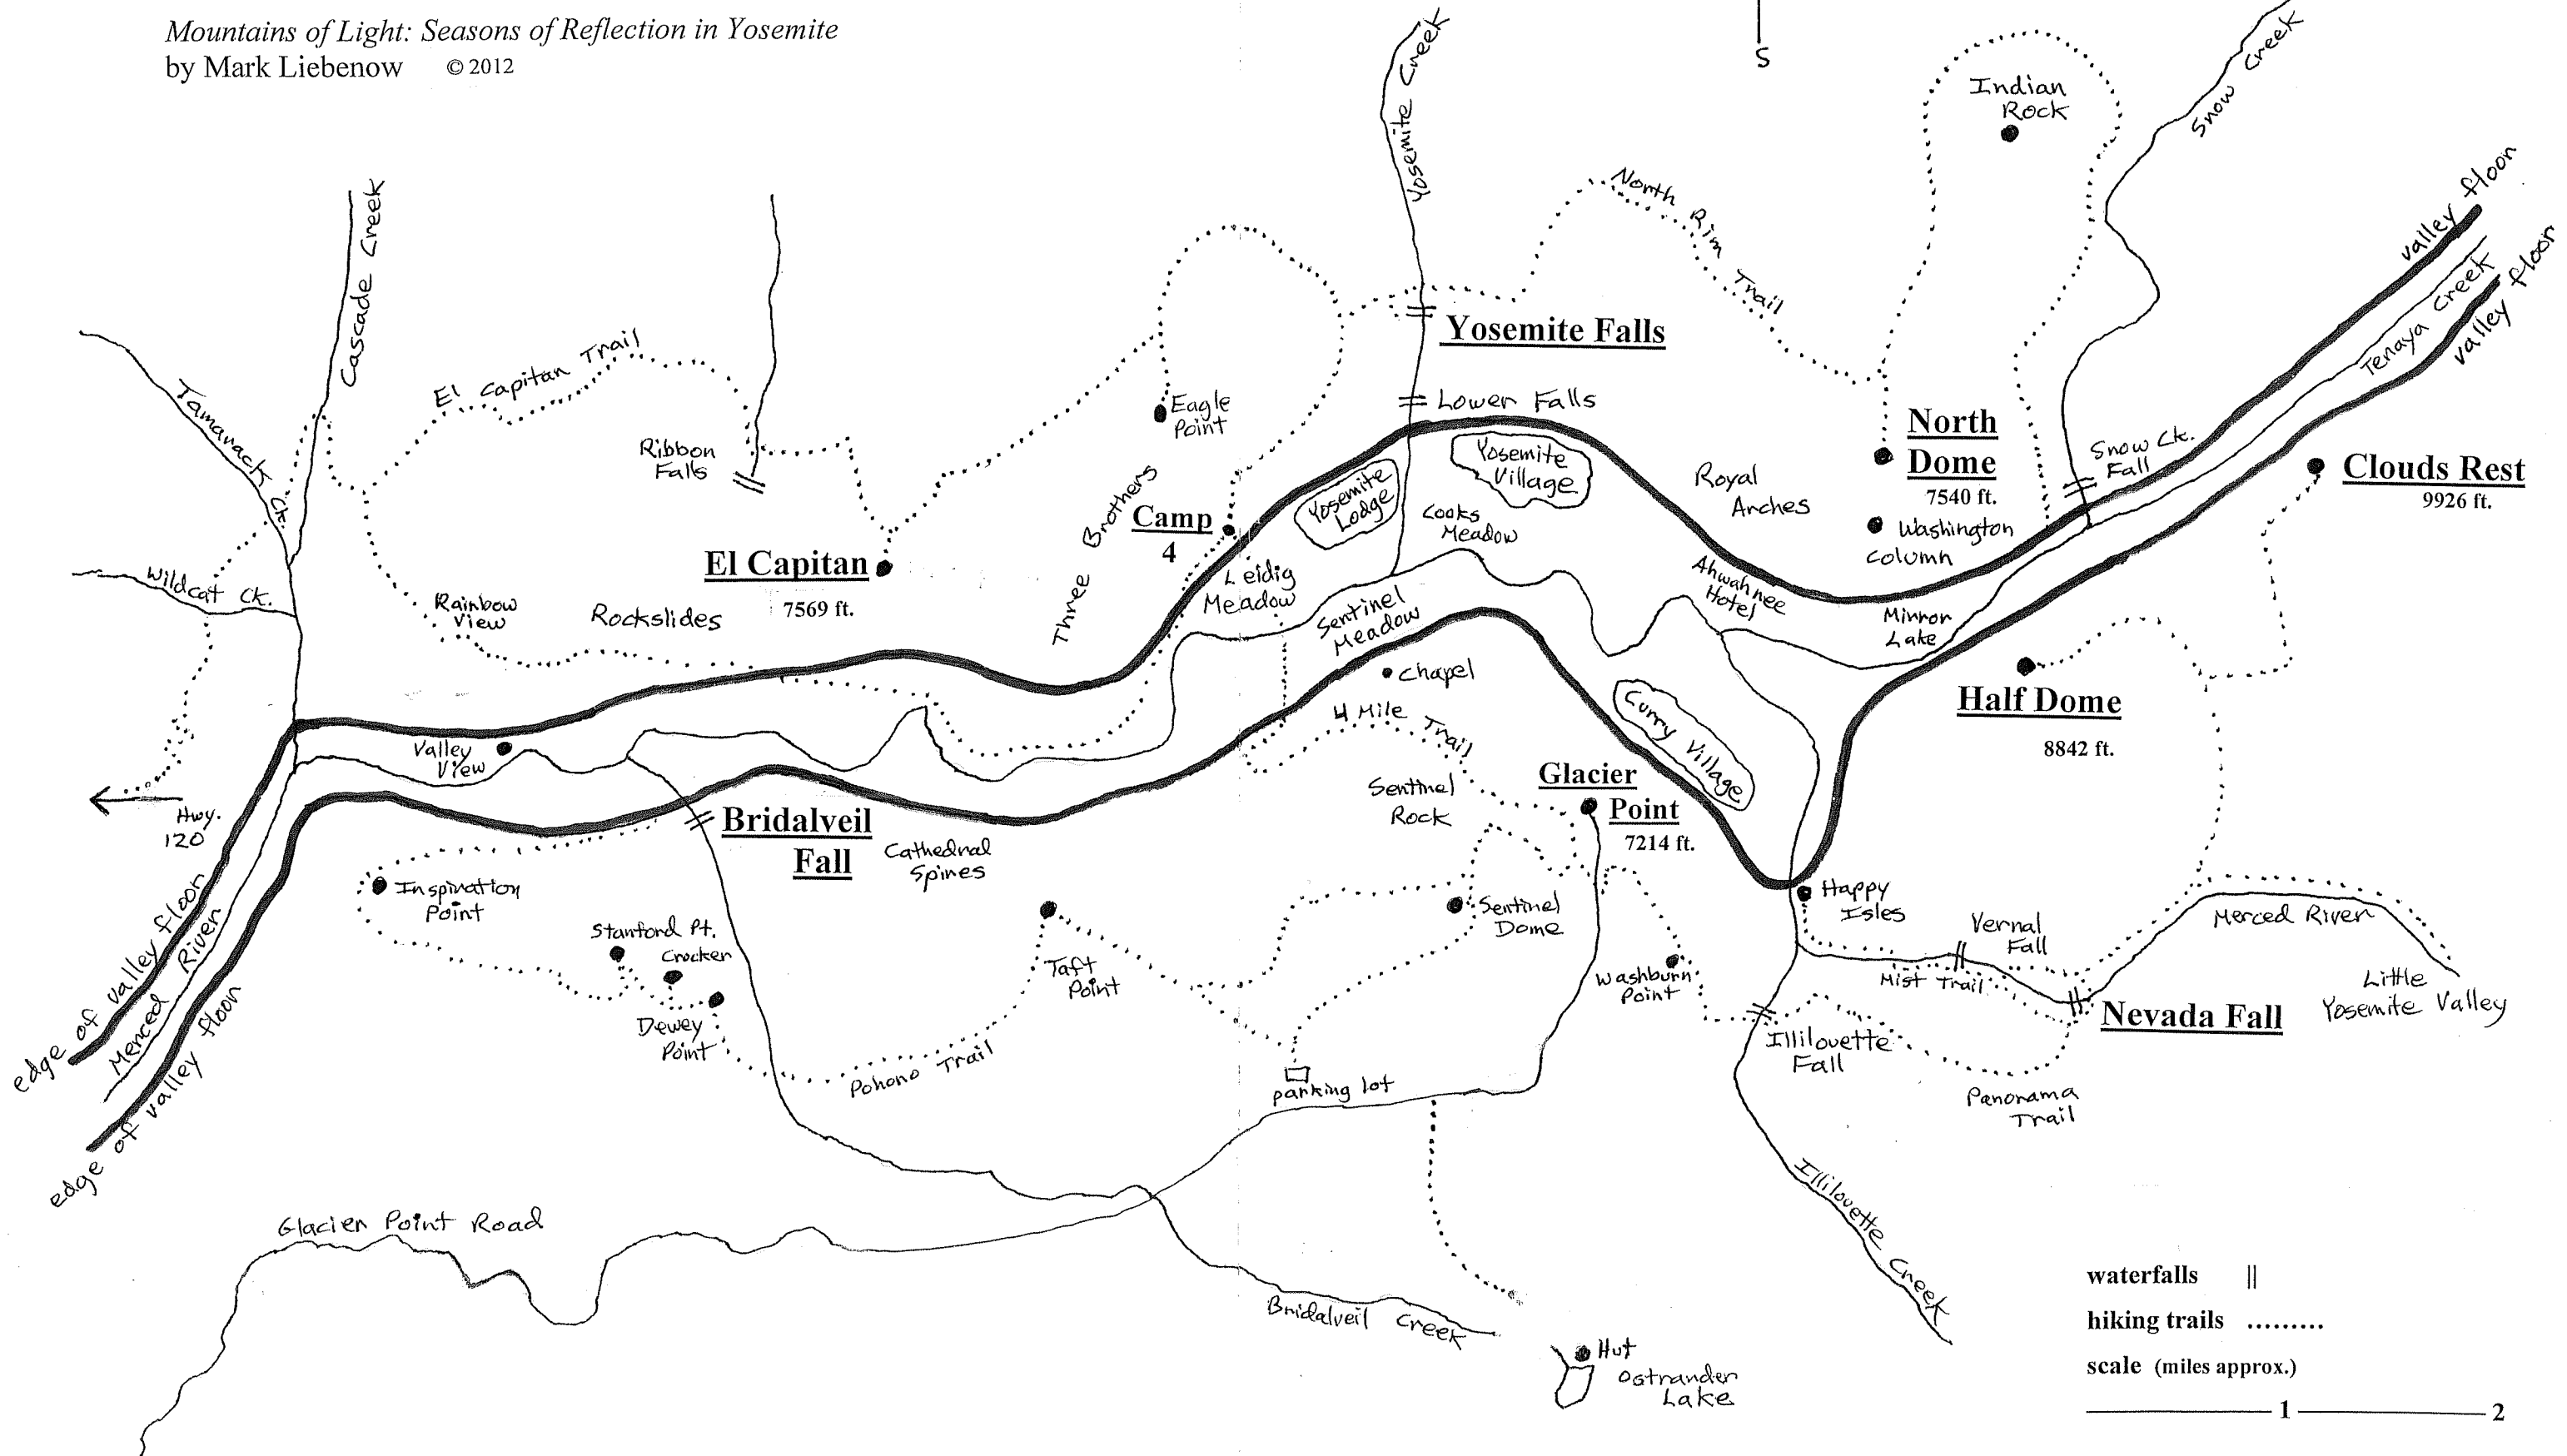 Mountains of Light: Seasons of Reflection in Yosemite
by Mark Liebenow © 2012
S
Yosemite Creek
Snow Creek
Indian
Rock
Cascade Creek
North Rim Trail
valley floor
Tenaya Creek
valley floor
El Capitan Trail
Tamarack Ck.
Yosemite Falls
Lower Falls
Eagle
Point
Ribbon
Falls
North
Dome
7540 ft.
Snow Ck.
Fall
Clouds Rest
9926 ft.
Yosemite
Village
Yosemite
Lodge
Royal
Arches
Three Brothers
Camp
4
Cooks
Meadow
Washington
Column
El Capitan
7569 ft.
Wildcat Ck.
Rainbow
View
Rockslides
Leidig
Meadow
Sentinel
Meadow
Ahwahnee
Hotel
Mirror
Lake
Chapel
Half Dome
8842 ft.
4 Mile Trail
Curry Village
Valley
View
Hwy.
120
Glacier
Point
7214 ft.
Sentinel
Rock
Bridalveil
Fall
Cathedral
Spines
Inspiration
Point
Happy
Isles
Vernal
Fall
Merced River
Sentinel
Dome
Stanford Pt.
Crocker
Dewey
Point
Taft
Point
Washburn
Point
Mist Trail
Little
Yosemite Valley
Nevada Fall
edge of valley floor
Merced River
edge of valley floor
Pohono Trail
Illilouette
Fall
parking lot
Panorama
Trail
Glacier Point Road
Illilouette Creek
Bridalveil Creek
Hut
Ostrander
Lake
waterfalls ||
hiking trails .........
scale (miles approx.)
1 2